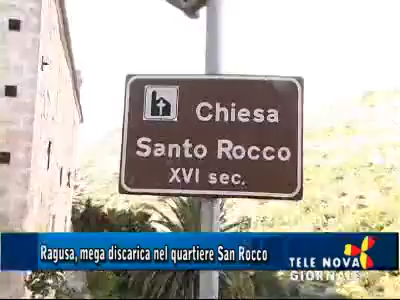 Chiesa
Santo Rocco
XVI sec.
Ragusa, mega discarica nel quartiere San Rocco
TELE NOVA
GIORNALE